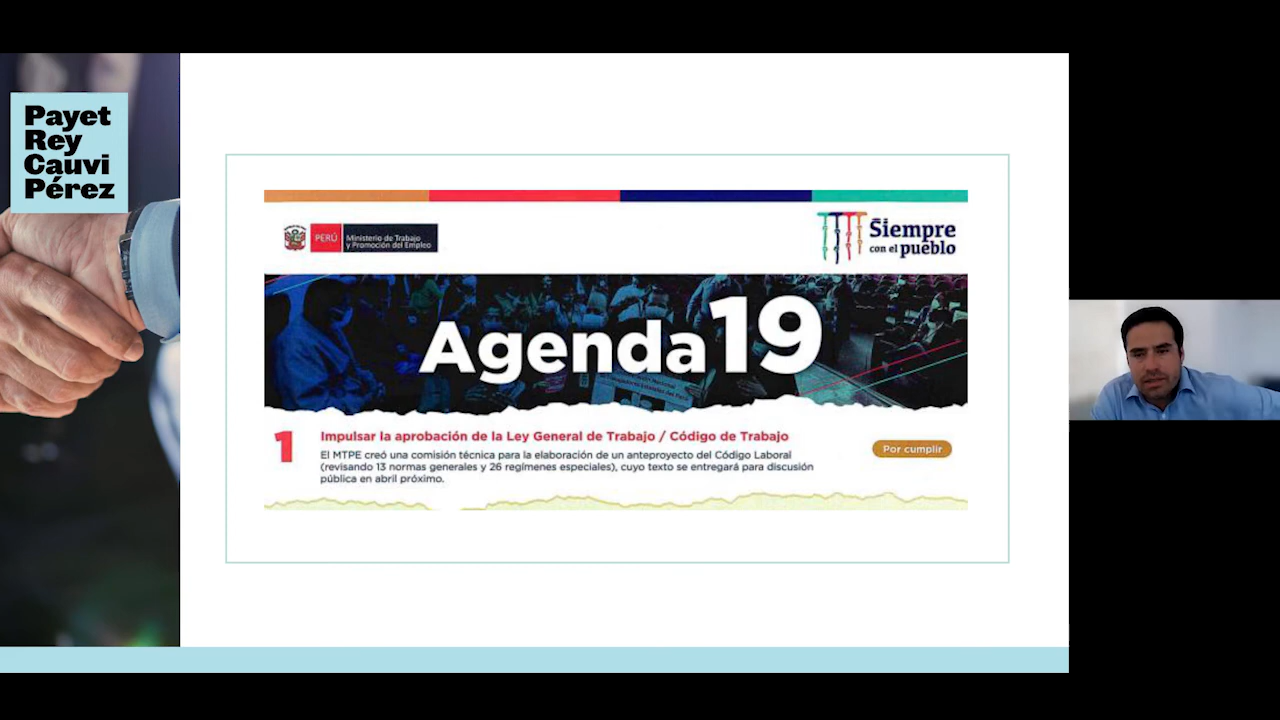 Payet
Rey
Cauvi
Pérez
PERÚ
Ministerio de Trabajo
y Promoción del Empleo
Siempre
con el pueblo
Agenda19
1
Impulsar la aprobación de la Ley General de Trabajo / Código de Trabajo
El MTPE creó una comisión técnica para la elaboración de un anteproyecto del Código Laboral
(revisando 13 normas generales y 26 regímenes especiales), cuyo texto se entregará para discusión
pública en abril próximo.
Por cumplir